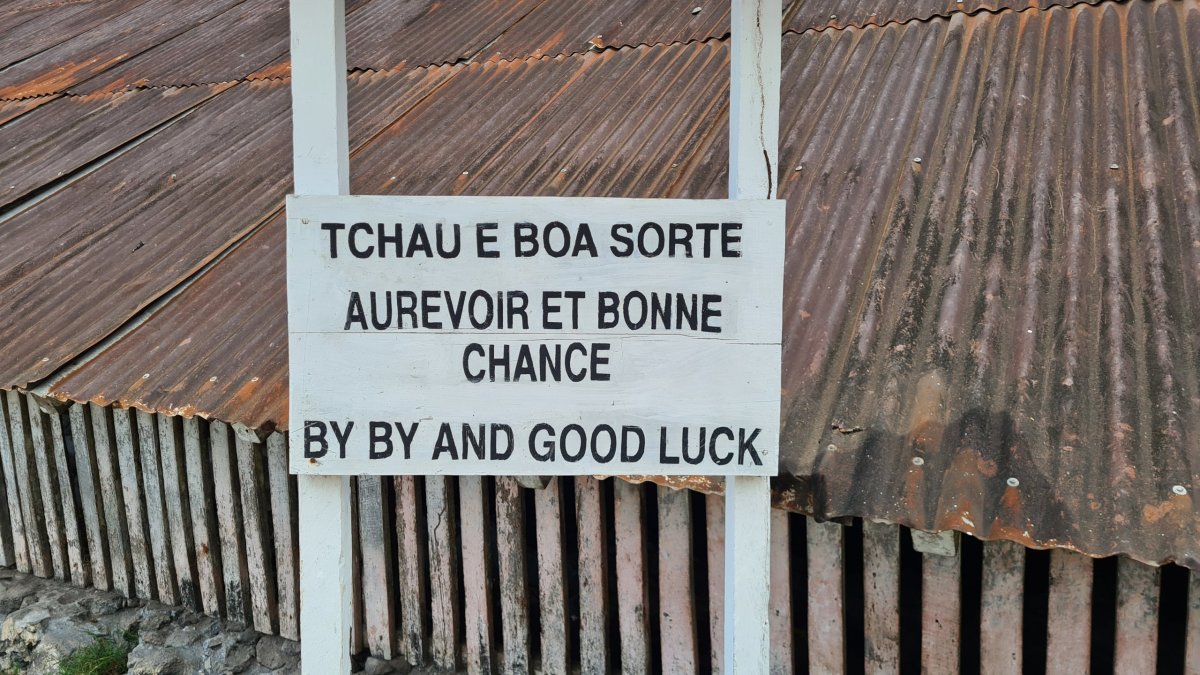 TCHAU E BOA SORTE
AUREVOIR ET BONNE
CHANCE
BY BY AND GOOD LUCK